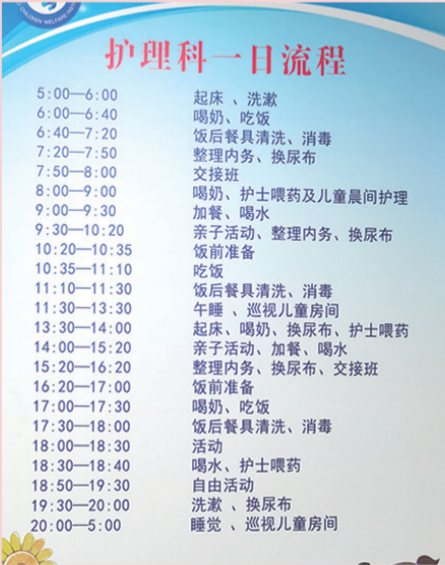 CHILDREN WELFARE
护理科一日流程
5:00—6:00 起床 、洗漱
6:00—6:40 喝奶、吃饭
6:40—7:20 饭后餐具清洗、消毒
7:20—7:50 整理内务、换尿布
7:50—8:00 交接班
8:00—9:00 喝奶、护士喂药及儿童晨间护理
9:00—9:30 加餐、喝水
9:30—10:20 亲子活动、整理内务、换尿布
10:20—10:35 饭前准备
10:35—11:10 吃饭
11:10—11:30 饭后餐具清洗、消毒
11:30—13:30 午睡 、巡视儿童房间
13:30—14:00 起床、喝奶、换尿布、护士喂药
14:00—15:20 亲子活动、加餐、喝水
15:20—16:20 整理内务、换尿布、交接班
16:20—17:00 饭前准备
17:00—17:30 喝奶、吃饭
17:30—18:00 饭后餐具清洗、消毒
18:00—18:30 活动
18:30—18:40 喝水、护士喂药
18:50—19:30 自由活动
19:30—20:00 洗漱 、换尿布
20:00—5:00 睡觉 、巡视儿童房间